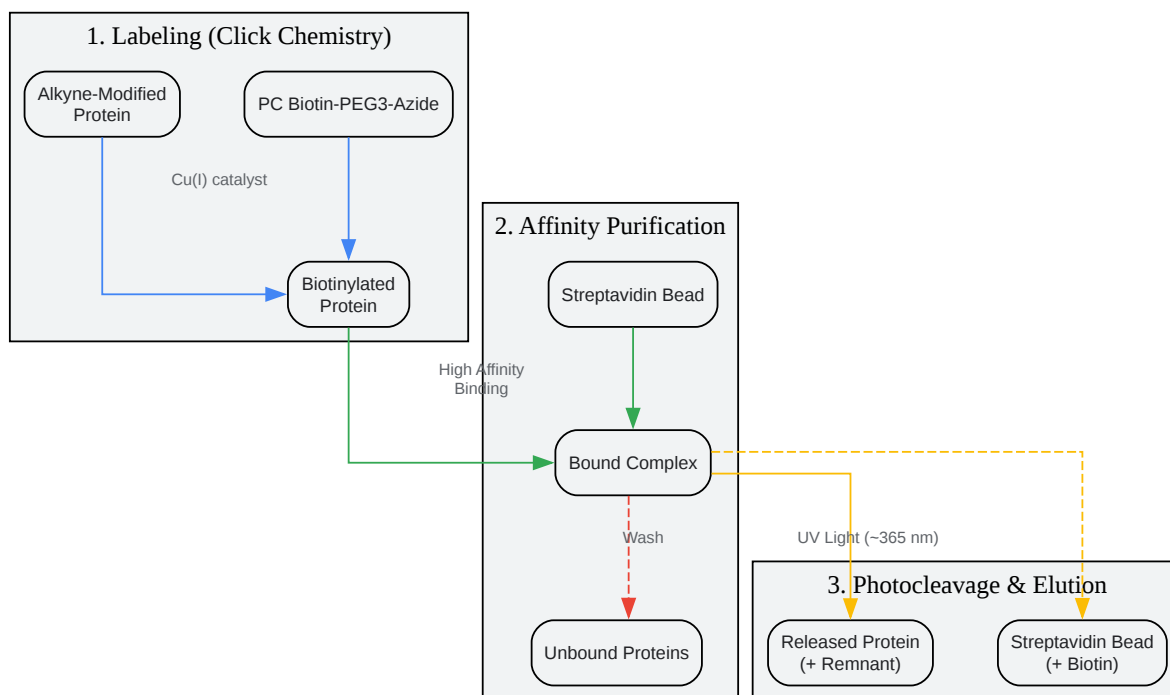 1. Labeling (Click Chemistry)
Alkyne-Modified
Protein
PC Biotin-PEG3-Azide
Cu(I) catalyst
Biotinylated
Protein
2. Affinity Purification
Streptavidin Bead
High Affinity
Binding
Bound Complex
Wash
Unbound Proteins
UV Light (~365 nm)
3. Photocleavage & Elution
Released Protein
(+ Remnant)
Streptavidin Bead
(+ Biotin)